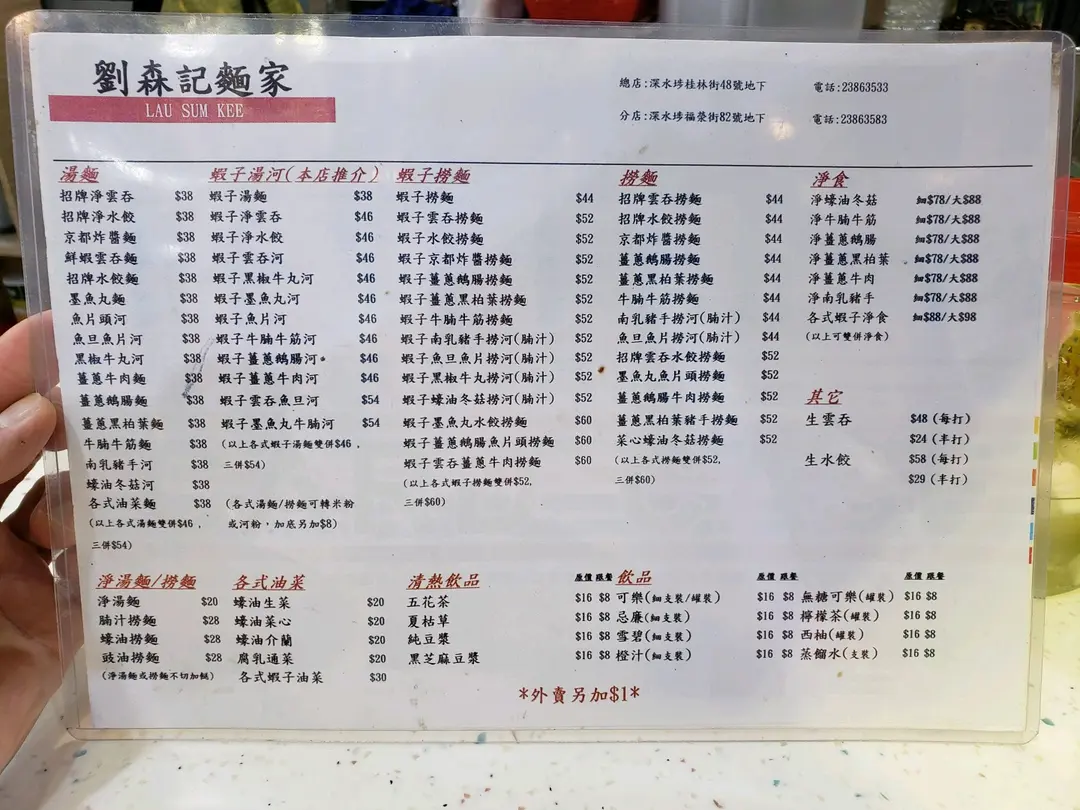 劉森記麵家
LAU SUM KEE
總店:深水埗桂林街48號地下 電話:23863533
分店:深水埗福榮街82號地下 電話:23863583
湯麵
招牌淨雲吞 $38
招牌淨水餃 $38
京都炸醬麵 $38
鮮蝦雲吞麵 $38
招牌水餃麵 $38
墨魚丸麵 $38
魚片頭河 $38
魚旦魚片河 $38
黑椒牛丸河 $38
薑蔥牛肉麵 $38
薑蔥鵝腸麵 $38
薑蔥黑柏葉麵 $38
牛腩牛筋麵 $38
南乳豬手河 $38
蠔油冬菇河 $38
各式油菜麵 $38
(以上各式湯麵雙併$46，
三併$54)
蝦子湯河(本店推介)
蝦子湯麵 $38
蝦子淨雲吞 $46
蝦子淨水餃 $46
蝦子雲吞河 $46
蝦子黑椒牛丸河 $46
蝦子墨魚丸河 $46
蝦子魚片河 $46
蝦子牛腩牛筋河 $46
蝦子薑蔥鵝腸河 $46
蝦子薑蔥牛肉河 $46
蝦子雲吞魚旦河 $54
蝦子墨魚丸牛腩河 $54
(以上各式蝦子湯麵雙併$46，
三併$54)
(各式湯麵/撈麵可轉米粉
或河粉，加底另加$8)
蝦子撈麵
蝦子撈麵 $44
蝦子雲吞撈麵 $52
蝦子水餃撈麵 $52
蝦子京都炸醬撈麵 $52
蝦子薑蔥鵝腸撈麵 $52
蝦子薑蔥黑柏葉撈麵 $52
蝦子牛腩牛筋撈麵 $52
蝦子南乳豬手撈河(腩汁) $52
蝦子魚旦魚片撈河(腩汁) $52
蝦子黑椒牛丸撈河(腩汁) $52
蝦子蠔油冬菇撈河(腩汁) $52
蝦子墨魚丸水餃撈麵 $60
蝦子薑蔥鵝腸魚片頭撈麵 $60
蝦子雲吞薑蔥牛肉撈麵 $60
(以上各式蝦子撈麵雙併$52，
三併$60)
撈麵
招牌雲吞撈麵 $44
招牌水餃撈麵 $44
京都炸醬撈麵 $44
薑蔥鵝腸撈麵 $44
薑蔥黑柏葉撈麵 $44
牛腩牛筋撈麵 $44
南乳豬手撈河(腩汁) $44
魚旦魚片撈河(腩汁) $44
招牌雲吞水餃撈麵 $52
墨魚丸魚片頭撈麵 $52
薑蔥鵝腸牛肉撈麵 $52
薑蔥黑柏葉豬手撈麵 $52
菜心蠔油冬菇撈麵 $52
(以上各式撈麵雙併$52，
三併$60)
淨食
淨蠔油冬菇 細$78/大$88
淨牛腩牛筋 細$78/大$88
淨薑蔥鵝腸 細$78/大$88
淨薑蔥黑柏葉 細$78/大$88
淨薑蔥牛肉 細$78/大$88
淨南乳豬手 細$78/大$88
各式蝦子淨食 細$88/大$98
(以上可雙併淨食)
其它
生雲吞 $48 (每打)
$24 (半打)
生水餃 $58 (每打)
$29 (半打)
淨湯麵/撈麵
淨湯麵 $20
腩汁撈麵 $28
蠔油撈麵 $28
豉油撈麵 $28
(淨湯麵或撈麵不切加餸)
各式油菜
蠔油生菜 $20
蠔油菜心 $20
蠔油介蘭 $20
腐乳通菜 $20
各式蝦子油菜 $30
清熱飲品 原價 跟餐
五花茶 $16 $8
夏枯草 $16 $8
純豆漿 $16 $8
黑芝麻豆漿 $16 $8
飲品 原價 跟餐 原價 跟餐
可樂(細支裝/罐裝) $16 $8 無糖可樂(罐裝) $16 $8
忌廉(細支裝) $16 $8 檸檬茶(罐裝) $16 $8
雪碧(細支裝) $16 $8 西柚(罐裝) $16 $8
橙汁(細支裝) $16 $8 蒸餾水(支裝) $16 $8
*外賣另加$1*